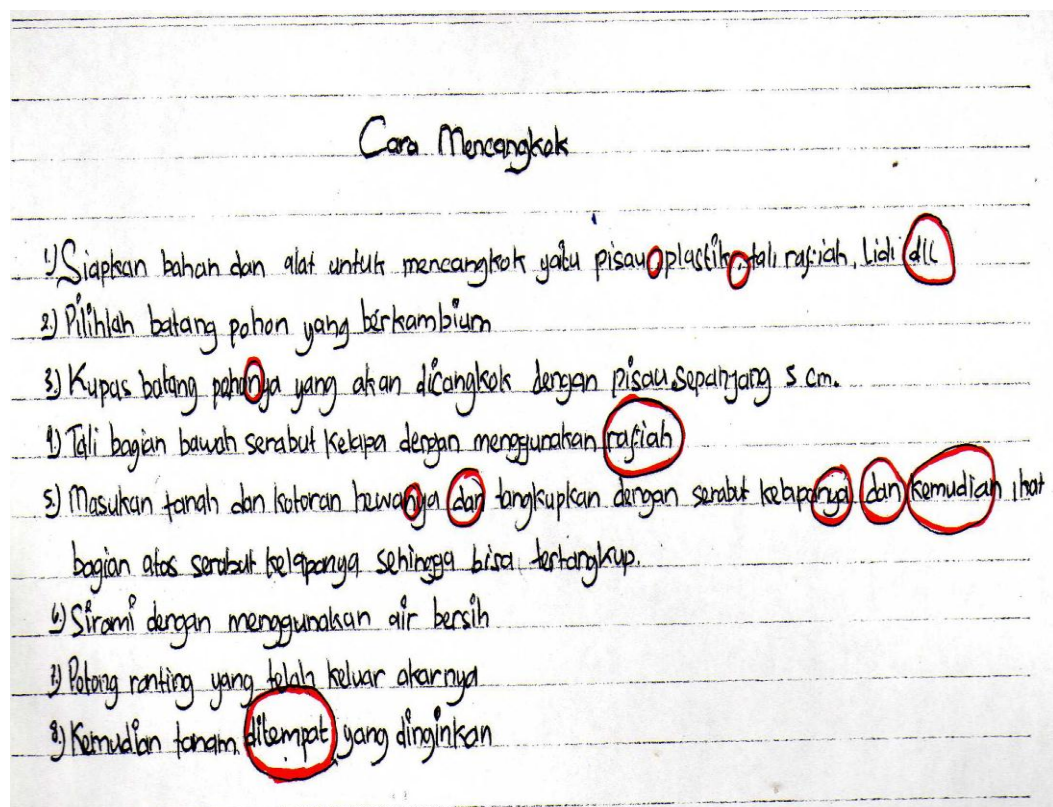 Cara Mencangkok
1.) Siapkan bahan dan alat untuk mencangkok yaitu pisau, plastik, tali rafiah, Lidi dll
2.) Pilihlah batang pohon yang berkambium
3.) Kupas batang pohonya yang akan dicangkok dengan pisau sepanjang 5 cm.
4.) Tali bagian bawah serabut kelapa dengan menggunakan rafiah
5.) Masukan tanah dan kotoran hewanya dan tangkupkan dengan serabut kelapanya dan kemudian ikat
bagian atas serabut kelapanya sehingga bisa tertangkup.
6.) Sirami dengan menggunakan air bersih
7.) Potong ranting yang telah keluar akarnya
8.) Kemudian tanam ditempat yang dinginkan